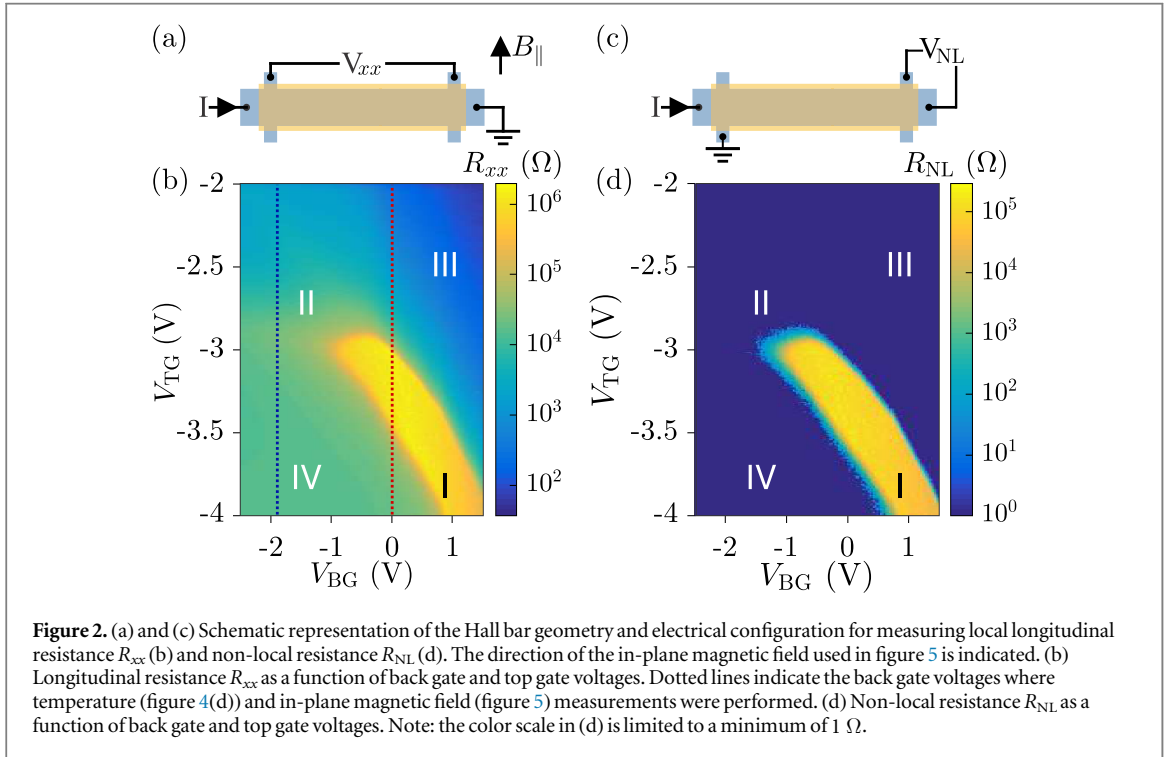 (a)
V_xx
B_∥
I
(c)
V_NL
I
(b)
R_xx (Ω)
-2
-2.5
-3
-3.5
-4
V_TG (V)
II
III
IV
I
-2 -1 0 1
V_BG (V)
10^6
10^5
10^4
10^3
10^2
(d)
R_NL (Ω)
-2
-2.5
-3
-3.5
-4
V_TG (V)
II
III
IV
I
-2 -1 0 1
V_BG (V)
10^5
10^4
10^3
10^2
10^1
10^0
Figure 2. (a) and (c) Schematic representation of the Hall bar geometry and electrical configuration for measuring local longitudinal
resistance R_xx (b) and non-local resistance R_NL (d). The direction of the in-plane magnetic field used in figure 5 is indicated. (b)
Longitudinal resistance R_xx as a function of back gate and top gate voltages. Dotted lines indicate the back gate voltages where
temperature (figure 4(d)) and in-plane magnetic field (figure 5) measurements were performed. (d) Non-local resistance R_NL as a
function of back gate and top gate voltages. Note: the color scale in (d) is limited to a minimum of 1 Ω.